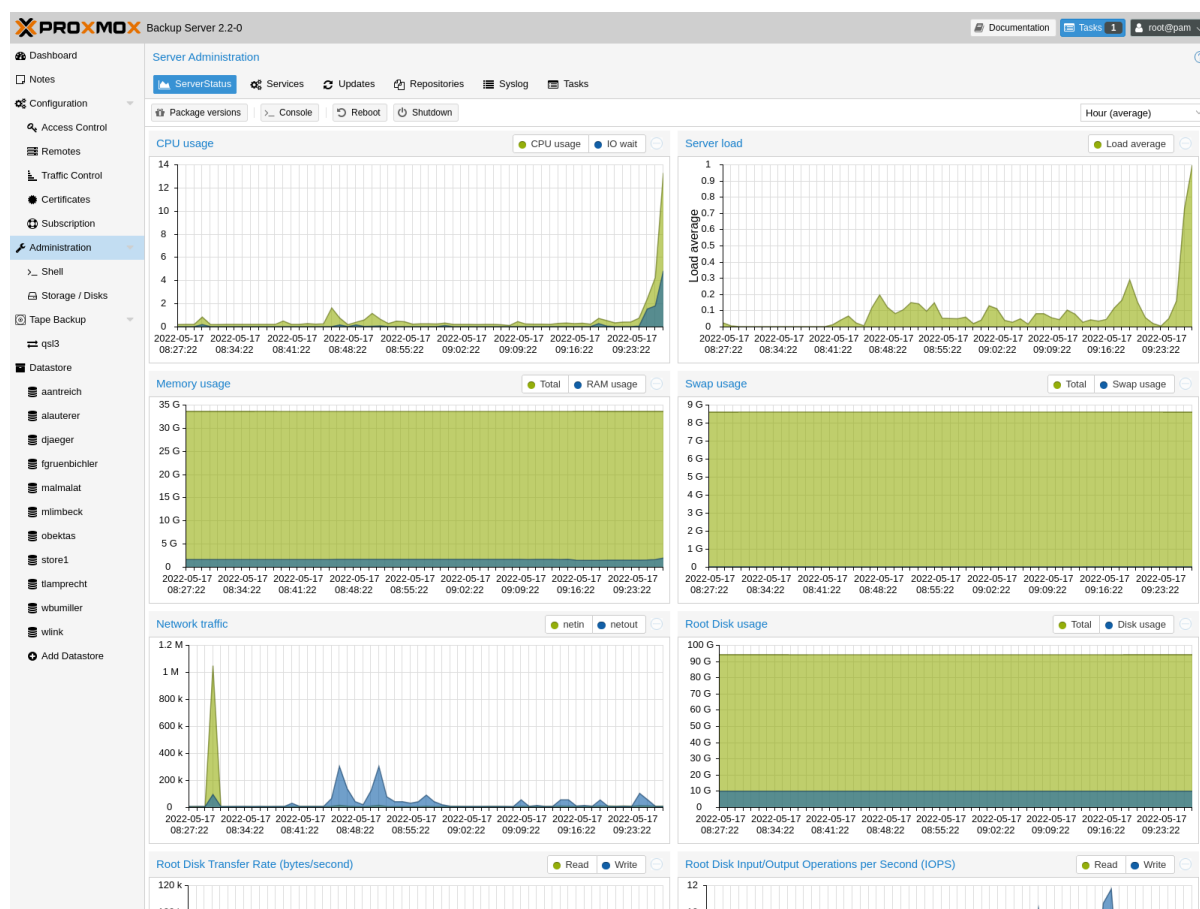 PROXMOX Backup Server 2.2-0 Documentation Tasks 1 root@pam
Dashboard
Notes
Configuration
Access Control
Remotes
Traffic Control
Certificates
Subscription
Administration
Shell
Storage / Disks
Tape Backup
qsl3
Datastore
aantreich
alauterer
djaeger
fgruenbichler
malmalat
mlimbeck
obektas
store1
tlamprecht
wbumiller
wlink
Add Datastore
Server Administration
ServerStatus Services Updates Repositories Syslog Tasks
Package versions Console Reboot Shutdown Hour (average)
CPU usage CPU usage IO wait
14
12
10
8
6
4
2
0
2022-05-17 2022-05-17 2022-05-17 2022-05-17 2022-05-17 2022-05-17 2022-05-17 2022-05-17 2022-05-17
08:27:22 08:34:22 08:41:22 08:48:22 08:55:22 09:02:22 09:09:22 09:16:22 09:23:22
Server load Load average
Load average
1
0.9
0.8
0.7
0.6
0.5
0.4
0.3
0.2
0.1
0
2022-05-17 2022-05-17 2022-05-17 2022-05-17 2022-05-17 2022-05-17 2022-05-17 2022-05-17 2022-05-17
08:27:22 08:34:22 08:41:22 08:48:22 08:55:22 09:02:22 09:09:22 09:16:22 09:23:22
Memory usage Total RAM usage
35 G
30 G
25 G
20 G
15 G
10 G
5 G
0
2022-05-17 2022-05-17 2022-05-17 2022-05-17 2022-05-17 2022-05-17 2022-05-17 2022-05-17 2022-05-17
08:27:22 08:34:22 08:41:22 08:48:22 08:55:22 09:02:22 09:09:22 09:16:22 09:23:22
Swap usage Total Swap usage
9 G
8 G
7 G
6 G
5 G
4 G
3 G
2 G
1 G
0
2022-05-17 2022-05-17 2022-05-17 2022-05-17 2022-05-17 2022-05-17 2022-05-17 2022-05-17 2022-05-17
08:27:22 08:34:22 08:41:22 08:48:22 08:55:22 09:02:22 09:09:22 09:16:22 09:23:22
Network traffic netin netout
1.2 M
1 M
800 k
600 k
400 k
200 k
0
2022-05-17 2022-05-17 2022-05-17 2022-05-17 2022-05-17 2022-05-17 2022-05-17 2022-05-17 2022-05-17
08:27:22 08:34:22 08:41:22 08:48:22 08:55:22 09:02:22 09:09:22 09:16:22 09:23:22
Root Disk usage Total Disk usage
100 G
90 G
80 G
70 G
60 G
50 G
40 G
30 G
20 G
10 G
0
2022-05-17 2022-05-17 2022-05-17 2022-05-17 2022-05-17 2022-05-17 2022-05-17 2022-05-17 2022-05-17
08:27:22 08:34:22 08:41:22 08:48:22 08:55:22 09:02:22 09:09:22 09:16:22 09:23:22
Root Disk Transfer Rate (bytes/second) Read Write
120 k
Root Disk Input/Output Operations per Second (IOPS) Read Write
12